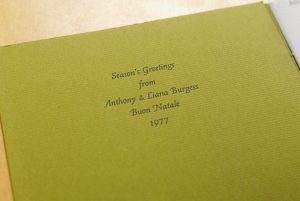 Season's Greetings
from
Anthony & Liana Burgess
Buon Natale
1977